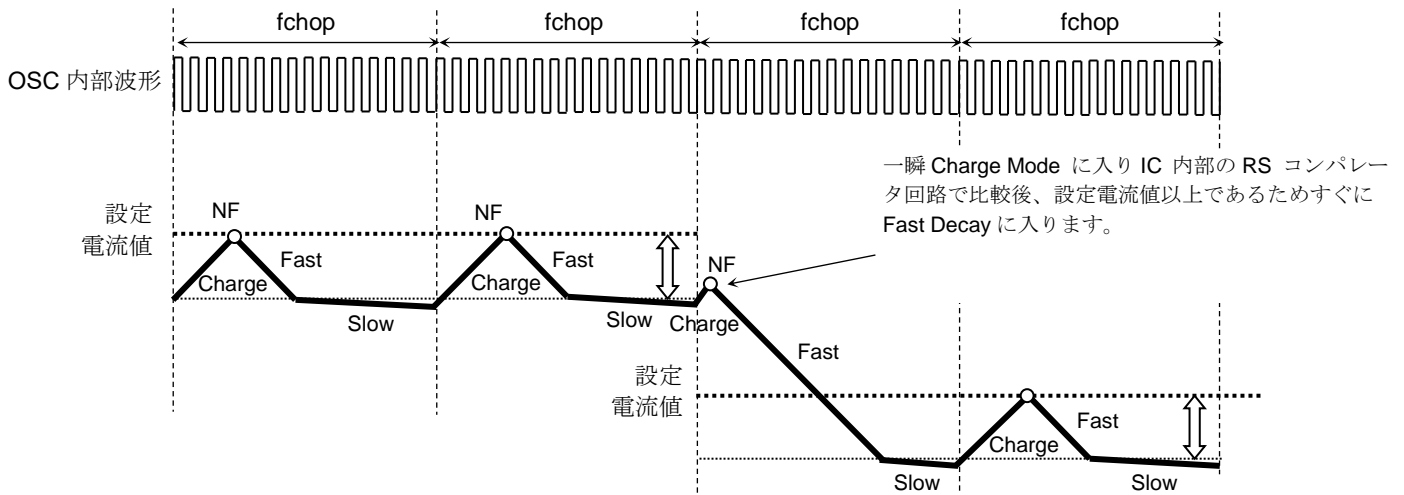 fchop
fchop
fchop
fchop
OSC 内部波形
一瞬 Charge Mode に入り IC 内部の RS コンパレー
タ回路で比較後、設定電流値以上であるためすぐに
Fast Decay に入ります。
設定
電流値
NF
Charge
Fast
Slow
NF
Charge
Fast
Slow
Charge
NF
Fast
Slow
設定
電流値
Charge
Fast
Slow